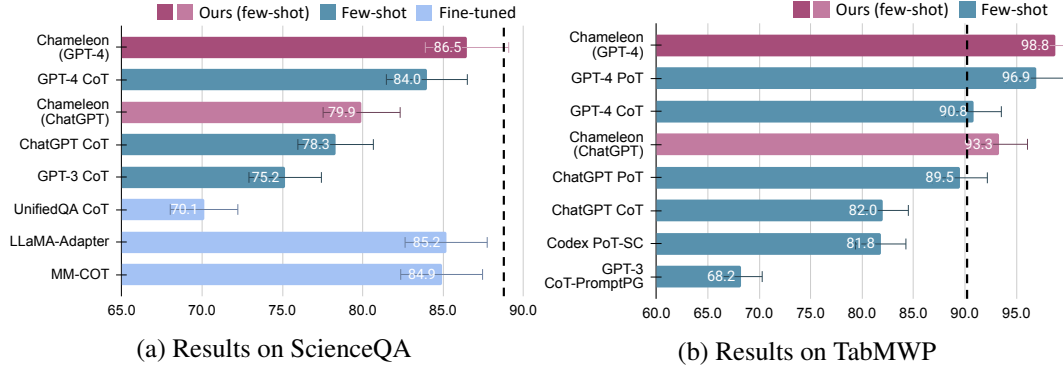 Ours (few-shot) Few-shot Fine-tuned
Chameleon
(GPT-4)
86.5
GPT-4 CoT
84.0
Chameleon
(ChatGPT)
79.9
ChatGPT CoT
78.3
GPT-3 CoT
75.2
UnifiedQA CoT
70.1
LLaMA-Adapter
85.2
MM-COT
84.9
65.0 70.0 75.0 80.0 85.0 90.0
(a) Results on ScienceQA
Ours (few-shot) Few-shot
Chameleon
(GPT-4)
98.8
GPT-4 PoT
96.9
GPT-4 CoT
90.8
Chameleon
(ChatGPT)
93.3
ChatGPT PoT
89.5
ChatGPT CoT
82.0
Codex PoT-SC
81.8
GPT-3
CoT-PromptPG
68.2
60.0 65.0 70.0 75.0 80.0 85.0 90.0 95.0
(b) Results on TabMWP